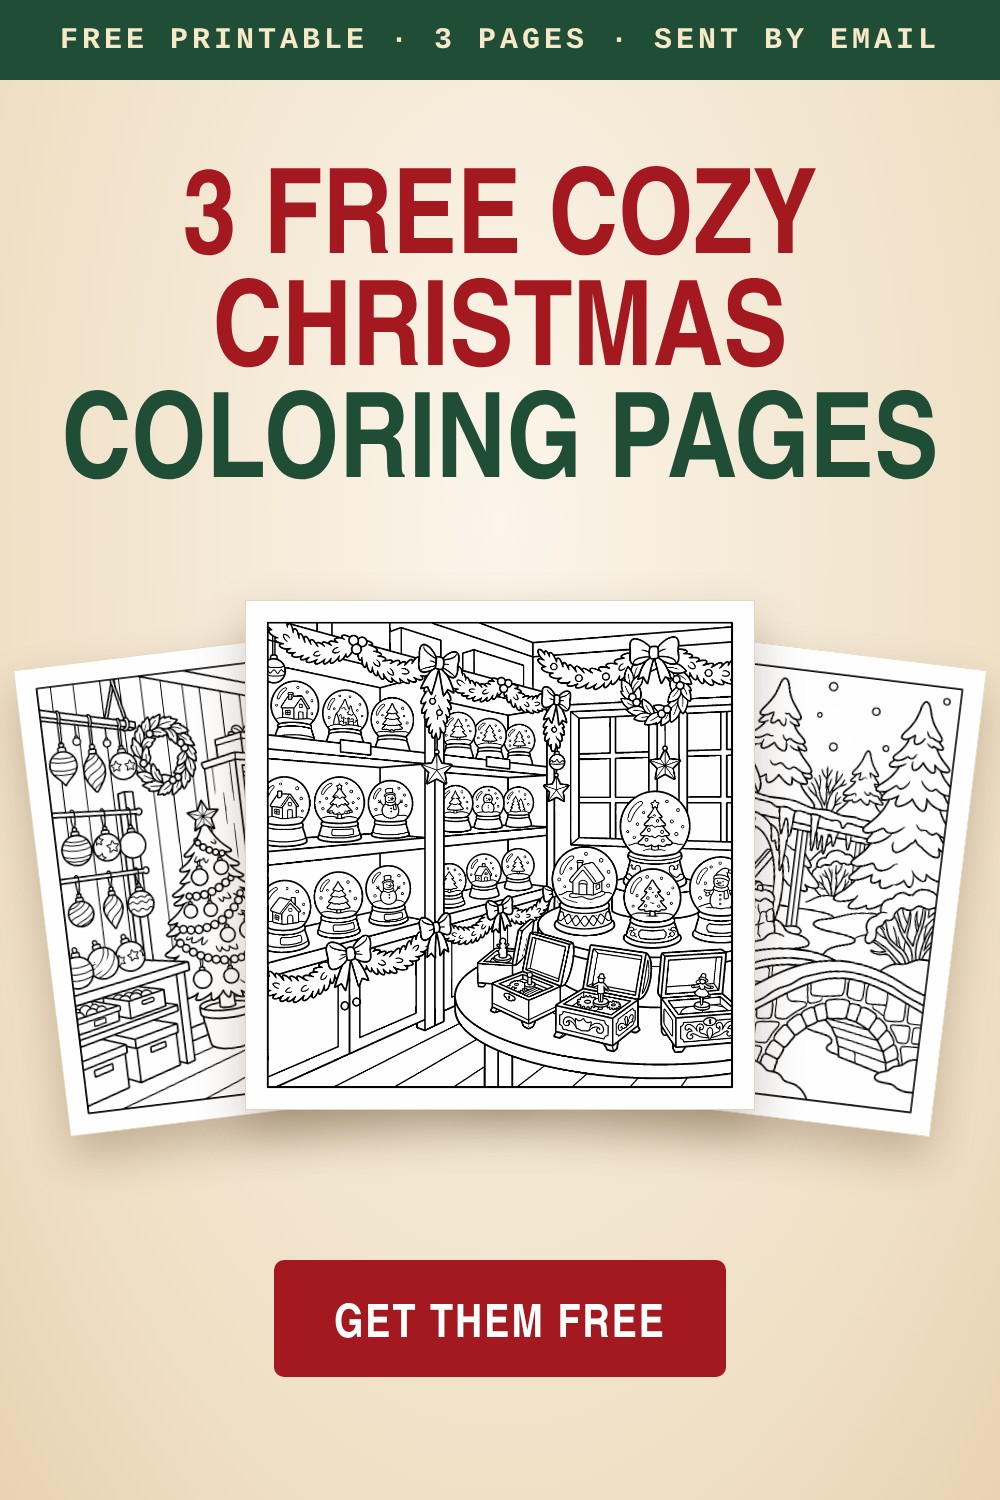 FREE PRINTABLE · 3 PAGES · SENT BY EMAIL
3 FREE COZY
CHRISTMAS
COLORING PAGES
GET THEM FREE